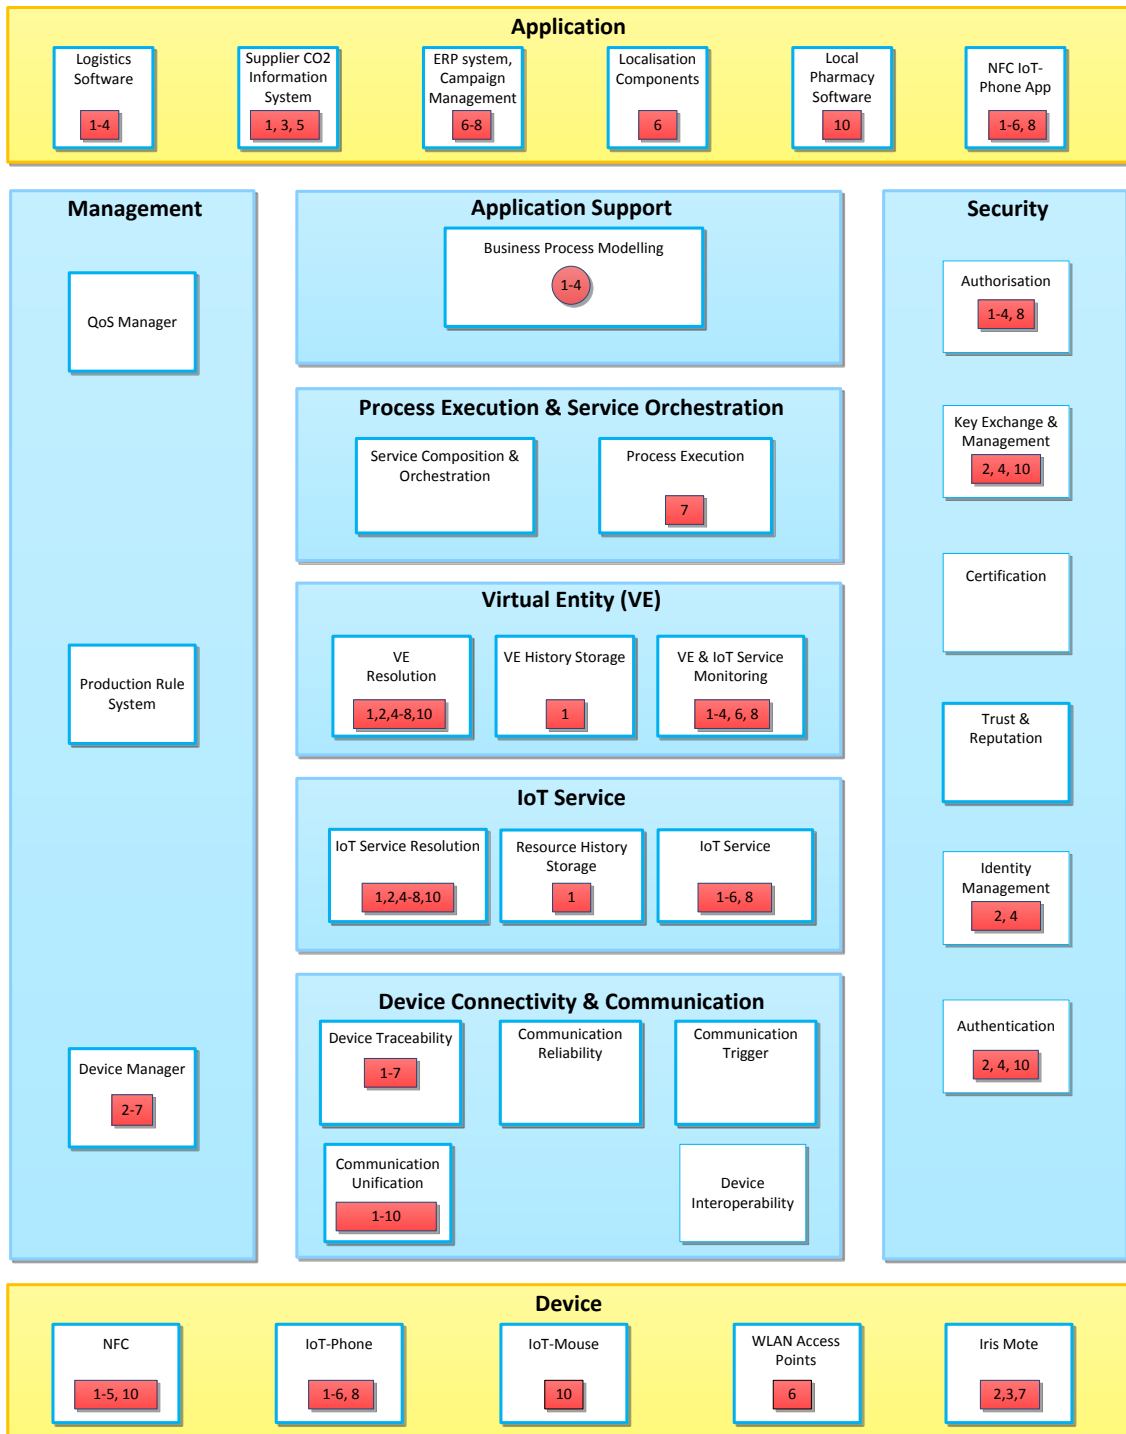 Application
Logistics
Software
1-4
Supplier CO2
Information
System
1, 3, 5
ERP system,
Campaign
Management
6-8
Localisation
Components
6
Local
Pharmacy
Software
10
NFC IoT-
Phone App
1-6, 8
Management
QoS Manager
Production Rule
System
Device Manager
2-7
Application Support
Business Process Modelling
1-4
Process Execution & Service Orchestration
Service Composition &
Orchestration
Process Execution
7
Virtual Entity (VE)
VE
Resolution
1,2,4-8,10
VE History Storage
1
VE & IoT Service
Monitoring
1-4, 6, 8
IoT Service
IoT Service Resolution
1,2,4-8,10
Resource History
Storage
1
IoT Service
1-6, 8
Device Connectivity & Communication
Device Traceability
1-7
Communication
Reliability
Communication
Trigger
Communication
Unification
1-10
Device
Interoperability
Security
Authorisation
1-4, 8
Key Exchange &
Management
2, 4, 10
Certification
Trust &
Reputation
Identity
Management
2, 4
Authentication
2, 4, 10
Device
NFC
1-5, 10
IoT-Phone
1-6, 8
IoT-Mouse
10
WLAN Access
Points
6
Iris Mote
2,3,7